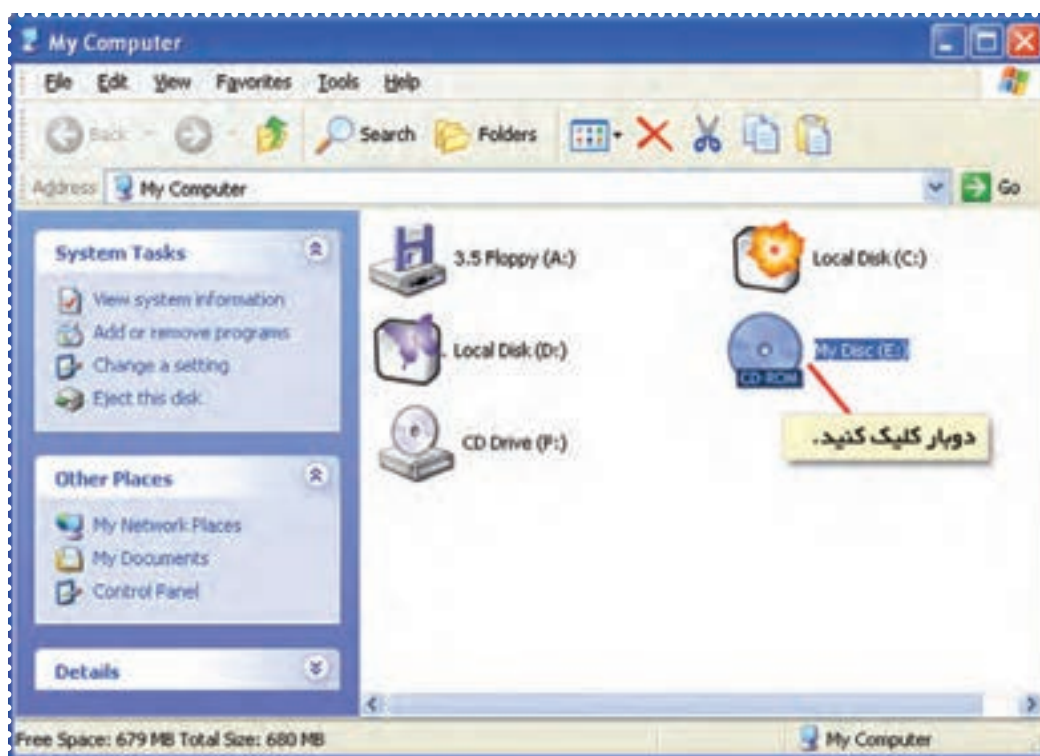 My Computer
File Edit View Favorites Tools Help
Back Search Folders
Address My Computer Go
System Tasks
View system information
Add or remove programs
Change a setting
Eject this disk
Other Places
My Network Places
My Documents
Control Panel
Details
3.5 Floppy (A:)
Local Disk (C:)
Local Disk (D:)
My Disc (E:)
CD-ROM
CD Drive (F:)
دوبار کلیک کنید.
Free Space: 679 MB Total Size: 680 MB
My Computer